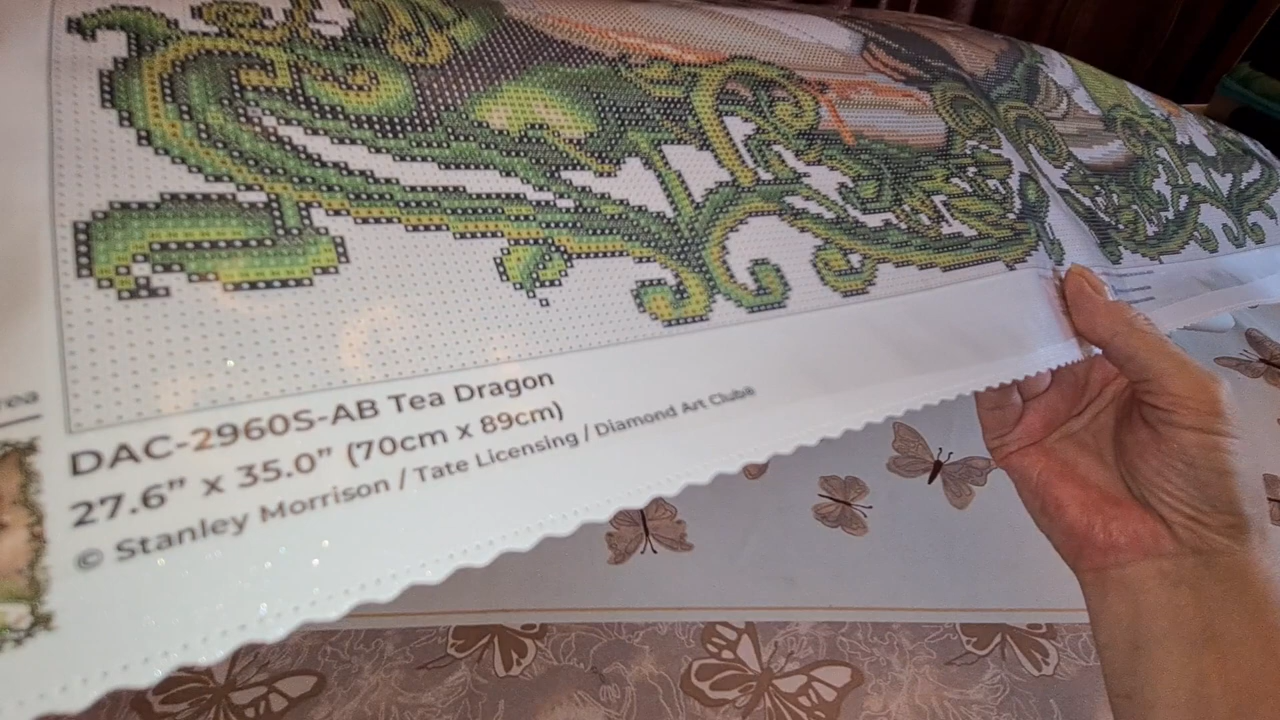 DAC-2960S-AB Tea Dragon
27.6” x 35.0” (70cm x 89cm)
© Stanley Morrison / Tate Licensing / Diamond Art Club®